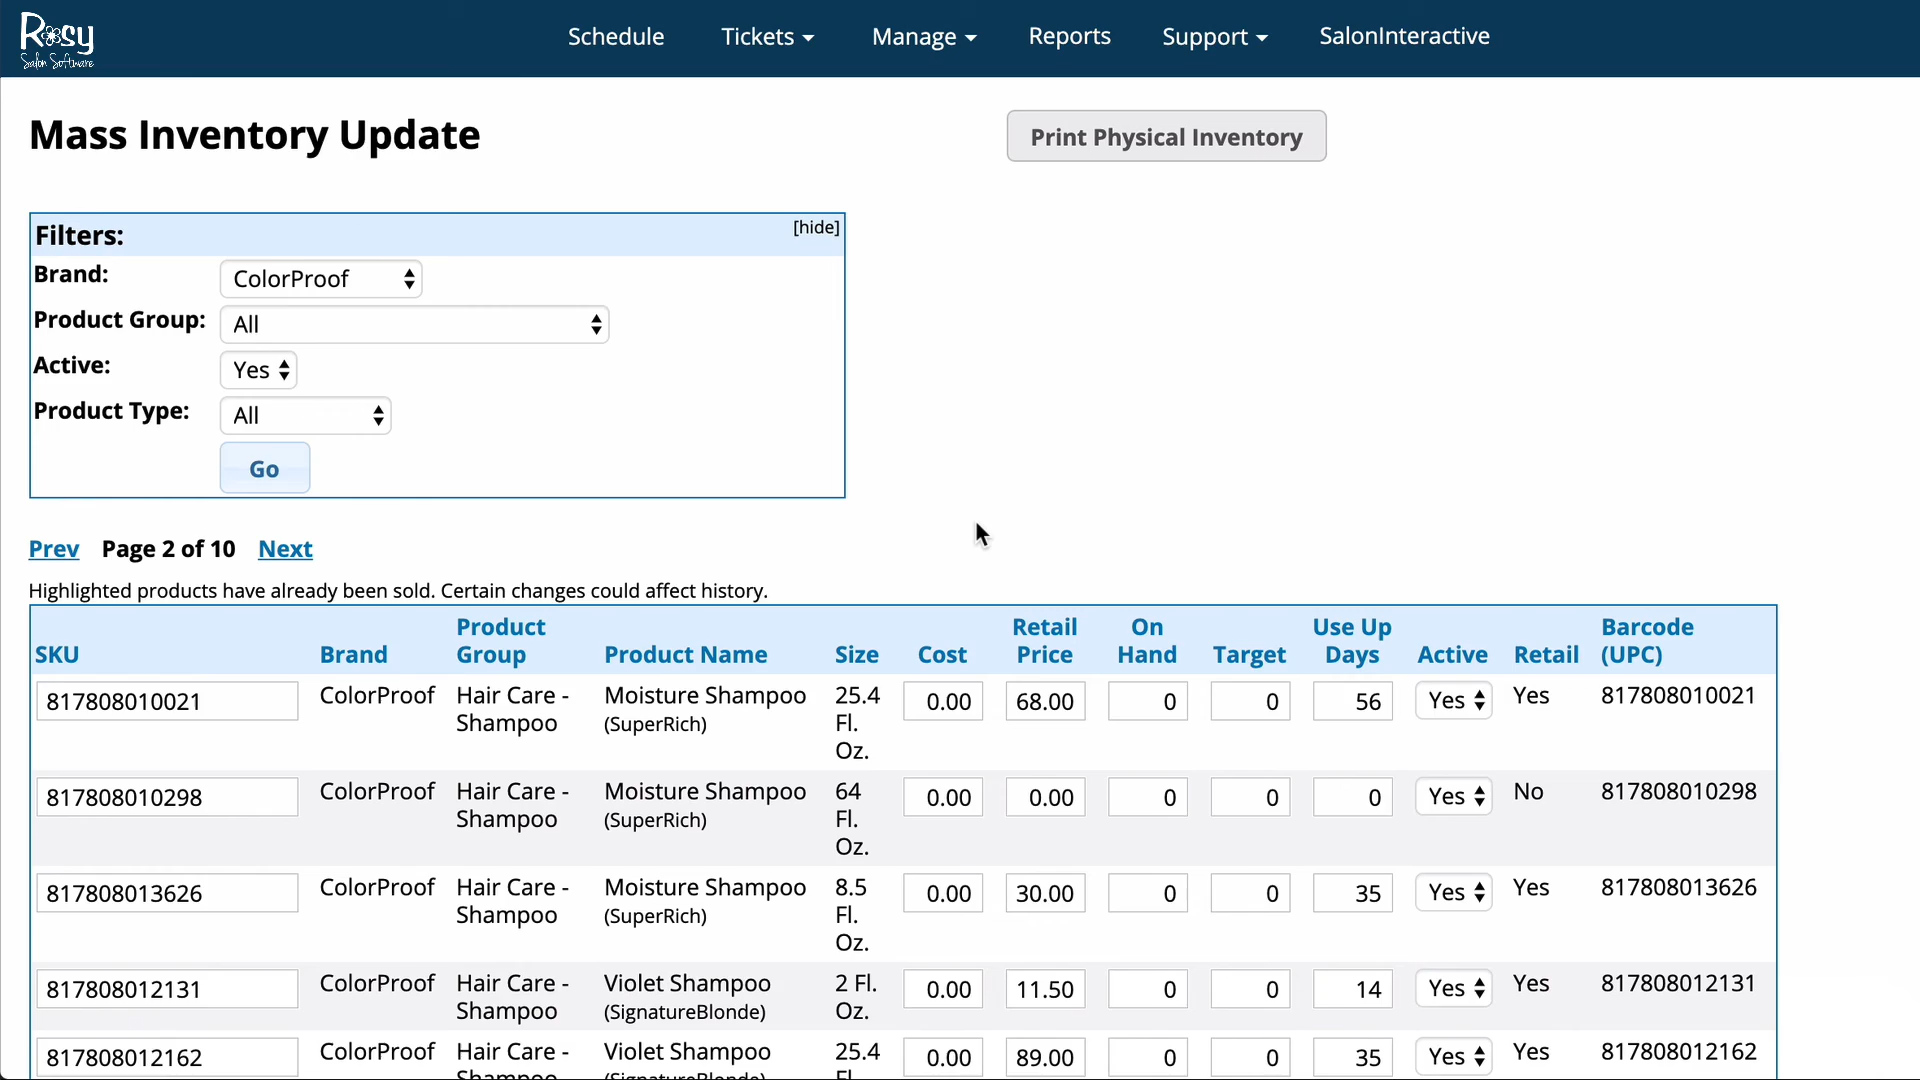 Rosy
Salon Software
Schedule
Tickets
Manage
Reports
Support
SalonInteractive
Mass Inventory Update
Print Physical Inventory
Filters:
[hide]
Brand:
ColorProof
Product Group:
All
Active:
Yes
Product Type:
All
Go
Prev Page 2 of 10 Next
Highlighted products have already been sold. Certain changes could affect history.
SKU
Brand
Product
Group
Product Name
Size
Cost
Retail
Price
On
Hand
Target
Use Up
Days
Active
Retail
Barcode
(UPC)
817808010021
ColorProof
Hair Care -
Shampoo
Moisture Shampoo
(SuperRich)
25.4
Fl.
Oz.
0.00
68.00
0
0
56
Yes
Yes
817808010021
817808010298
ColorProof
Hair Care -
Shampoo
Moisture Shampoo
(SuperRich)
64
Fl.
Oz.
0.00
0.00
0
0
0
Yes
No
817808010298
817808013626
ColorProof
Hair Care -
Shampoo
Moisture Shampoo
(SuperRich)
8.5
Fl.
Oz.
0.00
30.00
0
0
35
Yes
Yes
817808013626
817808012131
ColorProof
Hair Care -
Shampoo
Violet Shampoo
(SignatureBlonde)
2 Fl.
Oz.
0.00
11.50
0
0
14
Yes
Yes
817808012131
817808012162
ColorProof
Hair Care -
Shampoo
Violet Shampoo
(SignatureBlonde)
25.4
Fl.
0.00
89.00
0
0
35
Yes
Yes
817808012162